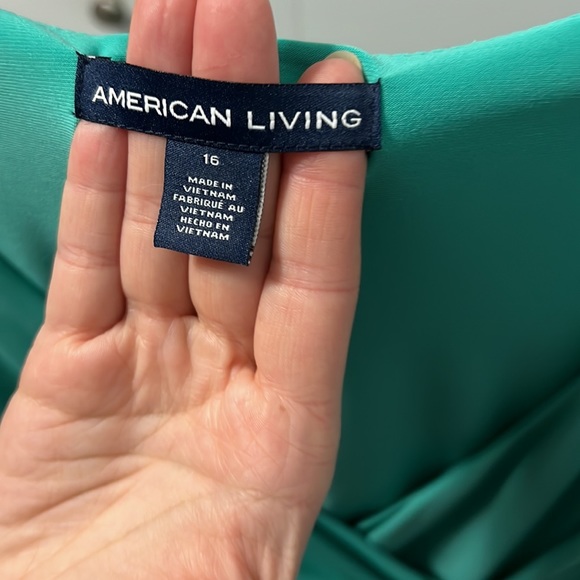 AMERICAN LIVING
16
MADE IN
VIETNAM
FABRIQUÉ AU
VIETNAM
HECHO EN
VIETNAM